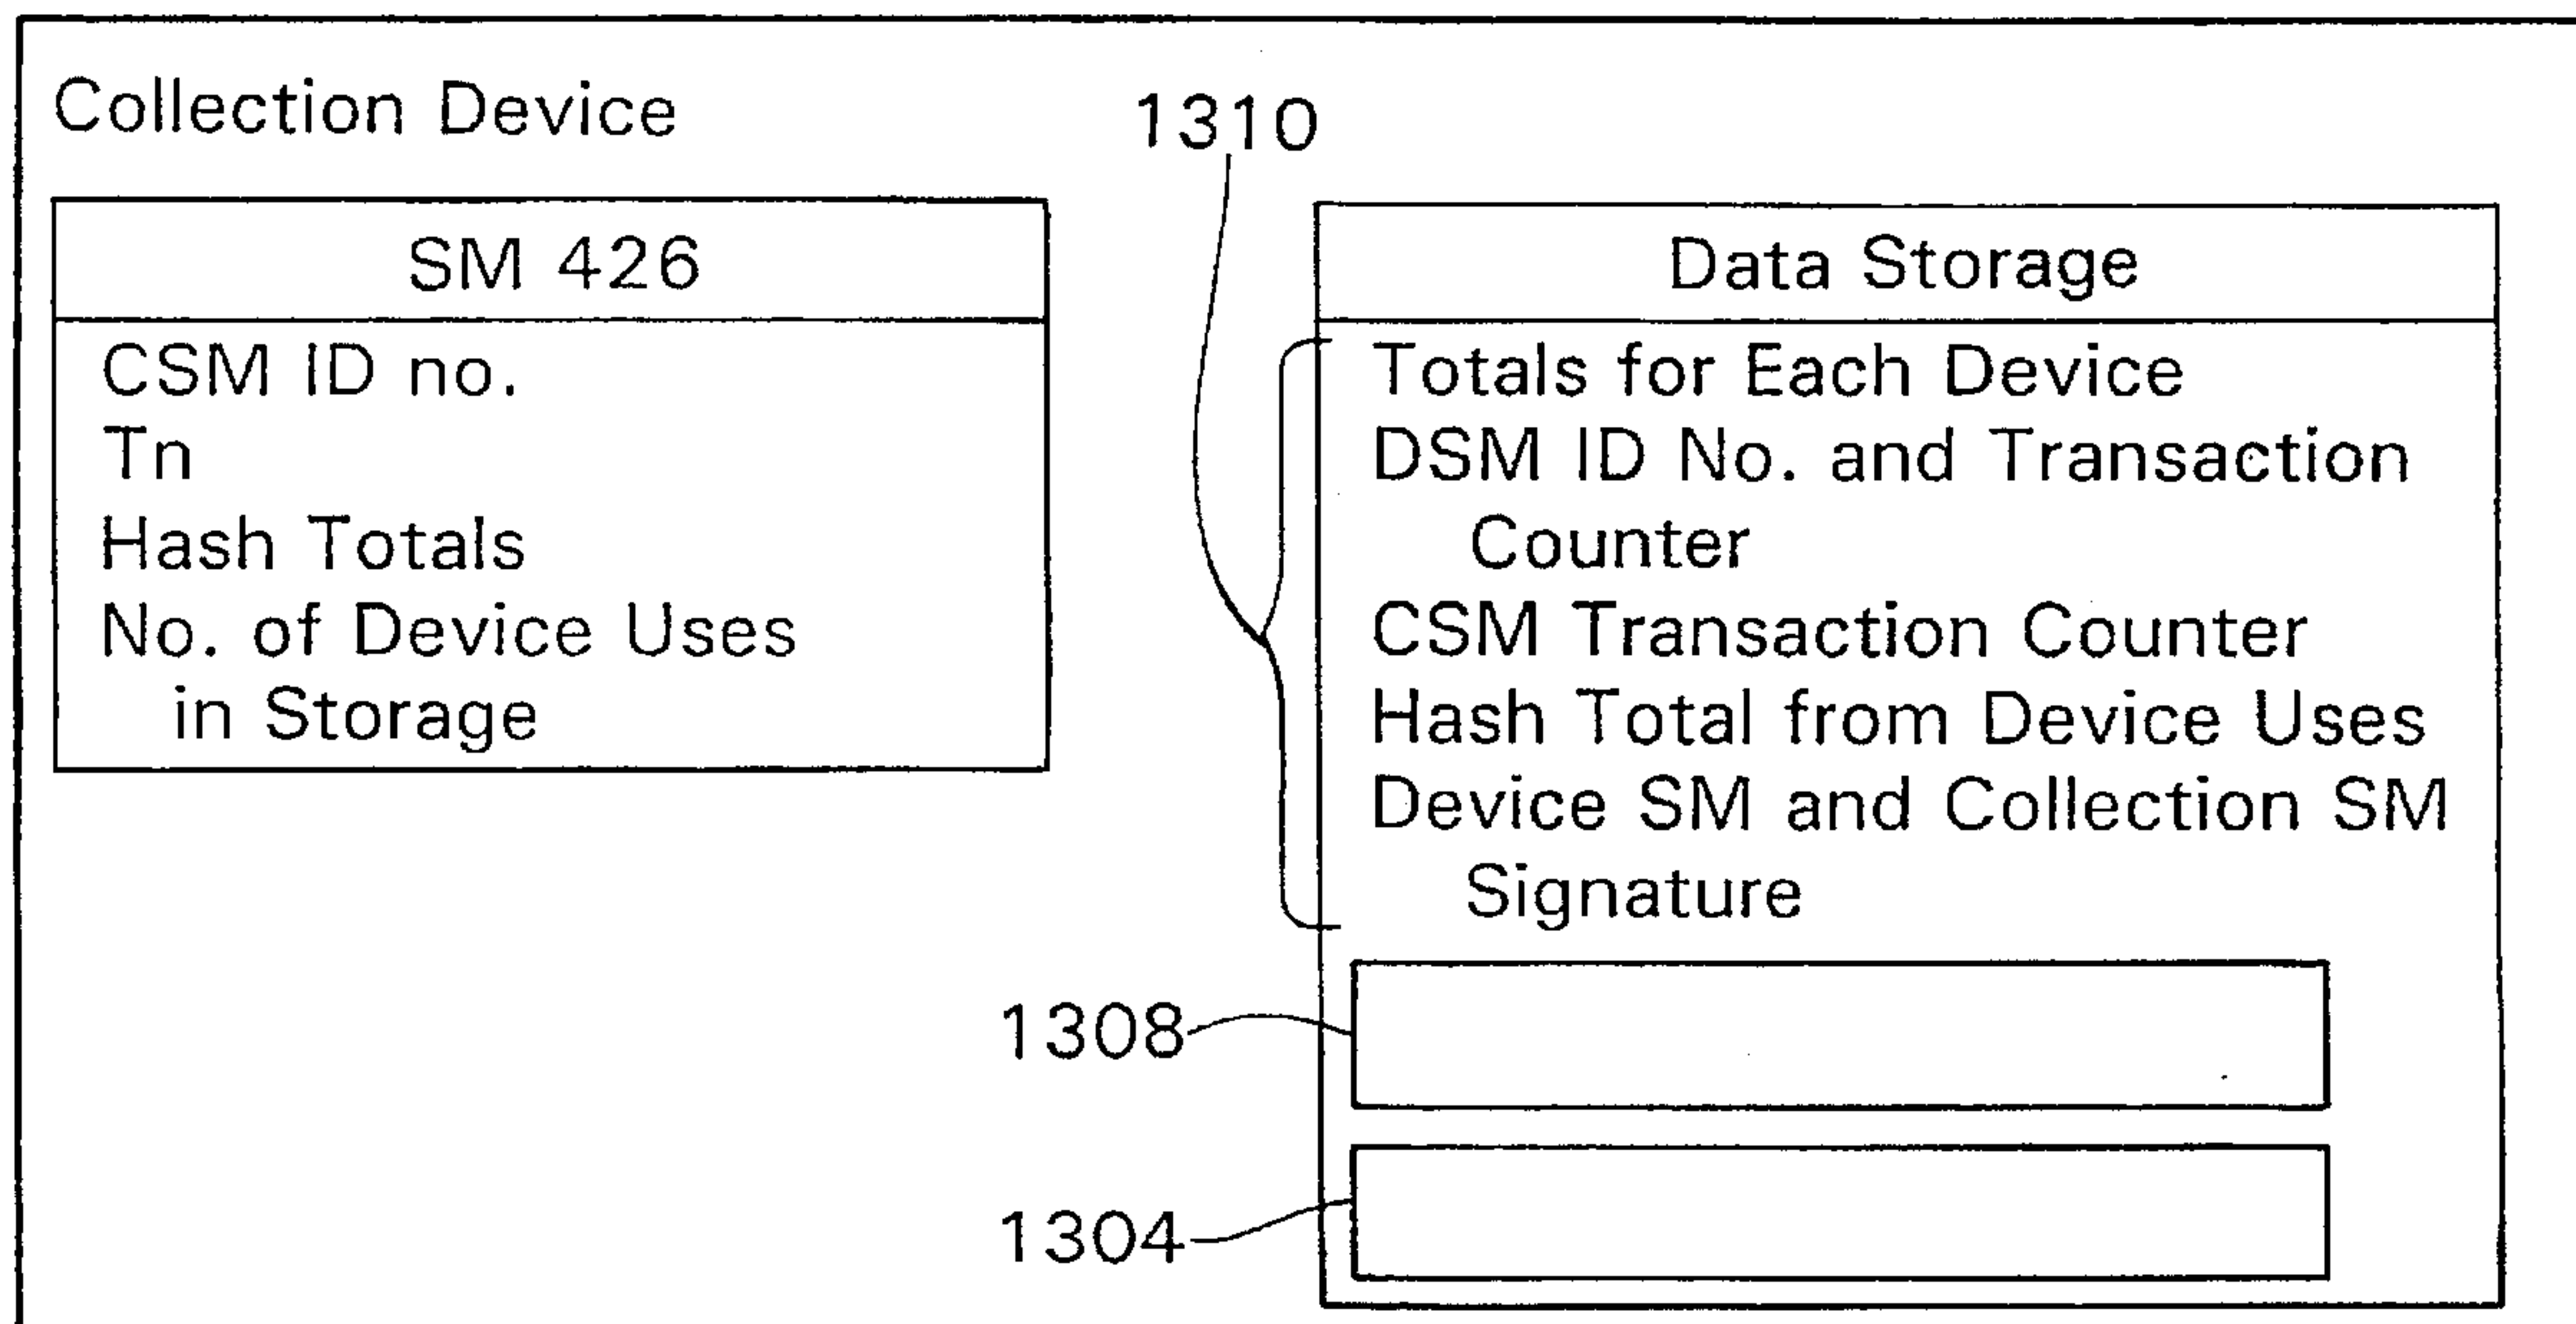 Collection Device
1310
SM 426
CSM ID no.
Tn
Hash Totals
No. of Device Uses
in Storage
Data Storage
Totals for Each Device
DSM ID No. and Transaction
Counter
CSM Transaction Counter
Hash Total from Device Uses
Device SM and Collection SM
Signature
1308
1304